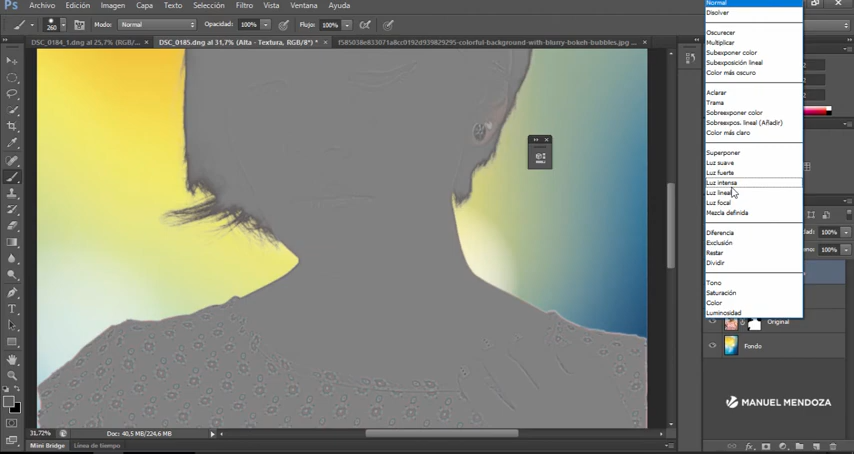 Ps Archivo Edición Imagen Capa Texto Selección Filtro Vista Ventana Ayuda
260 Modo: Normal Opacidad: 100% Flujo: 100%
DSC_0184_1.dng al 25,7% (RGB/... × DSC_0185.dng al 31,7% (Alta - Textura, RGB/8*) * × f585038e833071a8cc0192d939829295-colorful-background-with-blurry-bokeh-bubbles.jpg ... ×
Normal
Disolver
Oscurecer
Multiplicar
Subexponer color
Subexposición lineal
Color más oscuro
Aclarar
Trama
Sobreexponer color
Sobreexpos. lineal (Añadir)
Color más claro
Superponer
Luz suave
Luz fuerte
Luz intensa
Luz lineal
Luz focal
Mezcla definida
Diferencia
Exclusión
Restar
Dividir
Tono
Saturación
Color
Luminosidad
100%
100%
Original
Fondo
MANUEL MENDOZA
31,72% Doc: 40,5 MB/224,6 MB
Mini Bridge Línea de tiempo